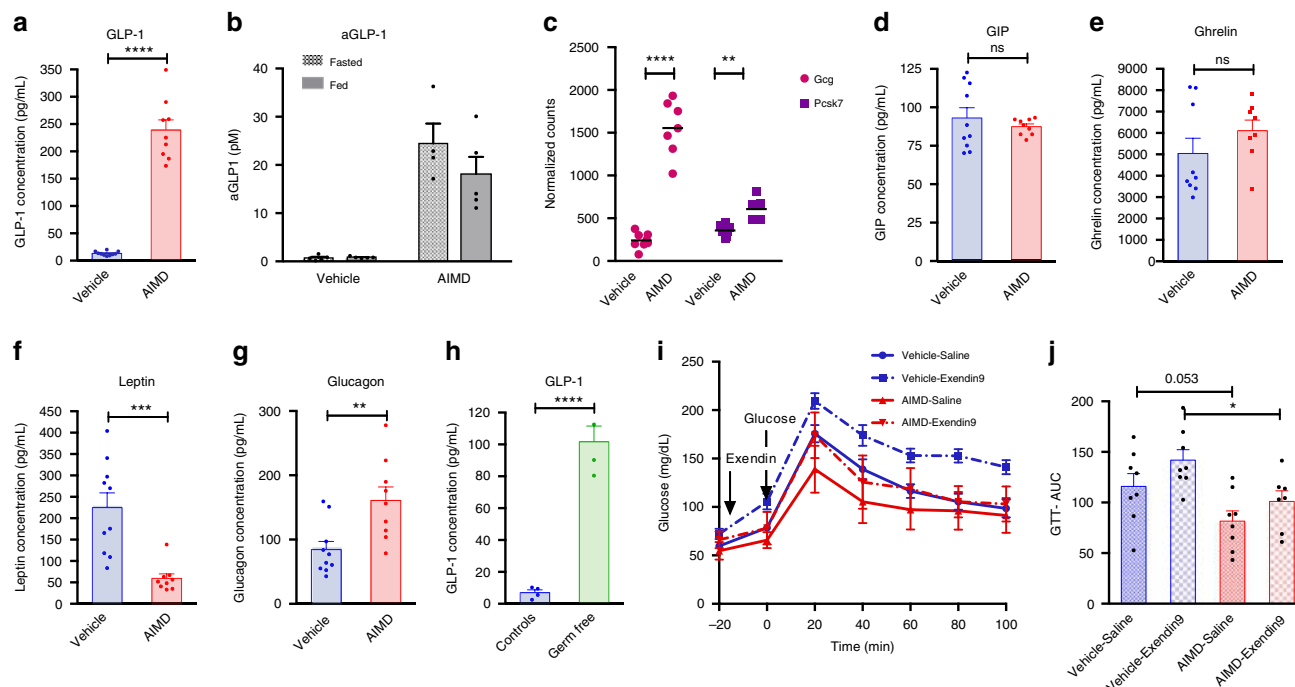 a
GLP-1
****
GLP-1 concentration (pg/mL)
350
300
250
200
150
100
50
0
Vehicle
AIMD
b
aGLP-1
Fasted
Fed
aGLP1 (pM)
40
30
20
10
0
Vehicle
AIMD
c
****
**
Gcg
Pcsk7
Normalized counts
2500
2000
1500
1000
500
0
Vehicle
AIMD
Vehicle
AIMD
d
GIP
ns
GIP concentration (pg/mL)
125
100
75
50
25
0
Vehicle
AIMD
e
Ghrelin
ns
Ghrelin concentration (pg/mL)
9000
8000
7000
6000
5000
4000
3000
2000
1000
0
Vehicle
AIMD
f
Leptin
***
Leptin concentration (pg/mL)
450
400
350
300
250
200
150
100
50
0
Vehicle
AIMD
g
Glucagon
**
Glucagon concentration (pg/mL)
300
200
100
0
Vehicle
AIMD
h
GLP-1
****
GLP-1 concentration (pg/mL)
120
100
80
60
40
20
0
Controls
Germ free
i
Vehicle-Saline
Vehicle-Exendin9
AIMD-Saline
AIMD-Exendin9
Glucose
Exendin
Glucose (mg/dL)
250
200
150
100
50
0
–20
0
20
40
60
80
100
Time (min)
j
0.053
*
GTT- AUC
200
150
100
50
0
Vehicle-Saline
Vehicle-Exendin9
AIMD-Saline
AIMD-Exendin9